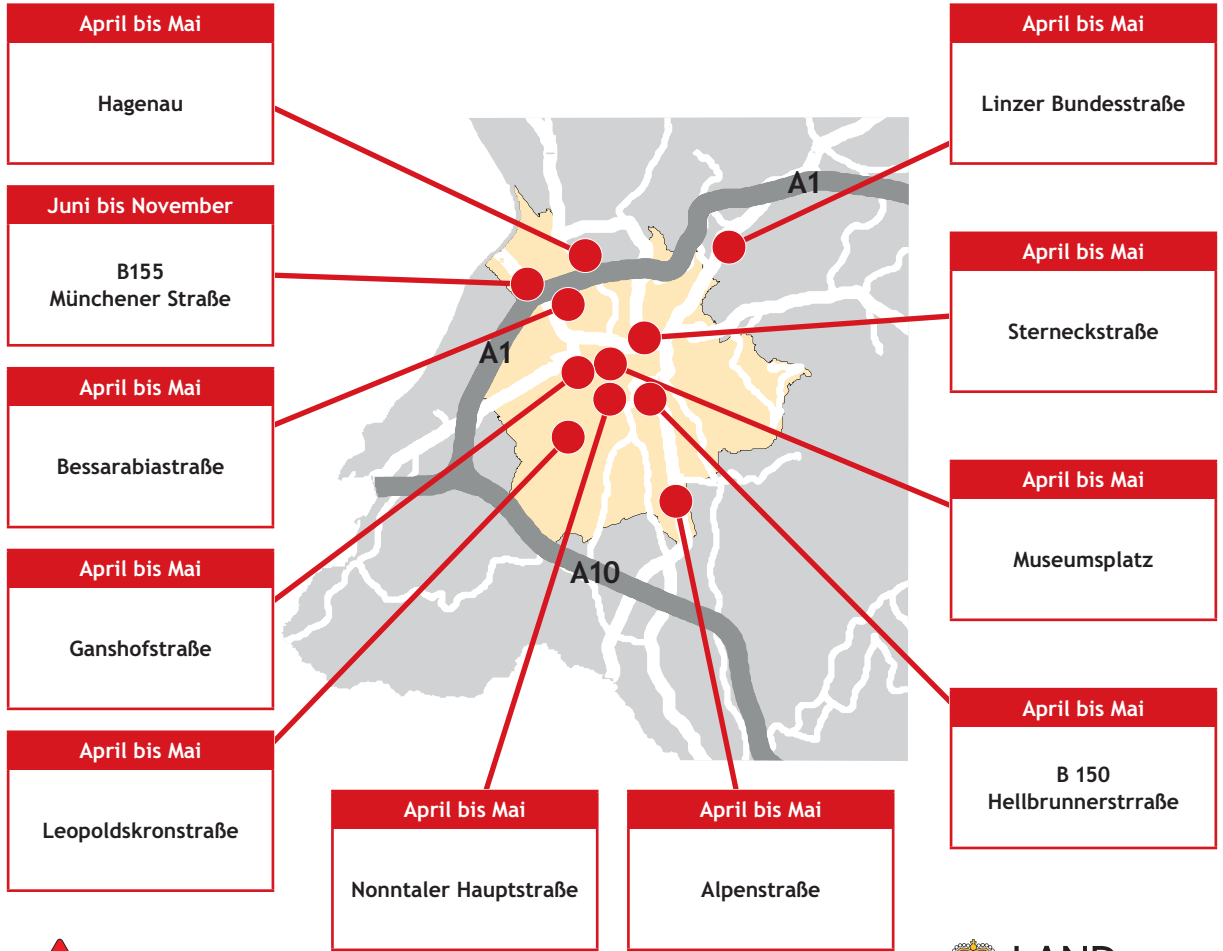 April bis Mai
Hagenau
Juni bis November
B155
Münchener Straße
April bis Mai
Bessarabiastraße
April bis Mai
Ganshofstraße
April bis Mai
Leopoldskronstraße
April bis Mai
Nonntaler Hauptstraße
April bis Mai
Alpenstraße
April bis Mai
Linzer Bundesstraße
April bis Mai
Sterneckstraße
April bis Mai
Museumsplatz
April bis Mai
B 150
Hellbrunnerstrraße
A1
A1
A10
LAND